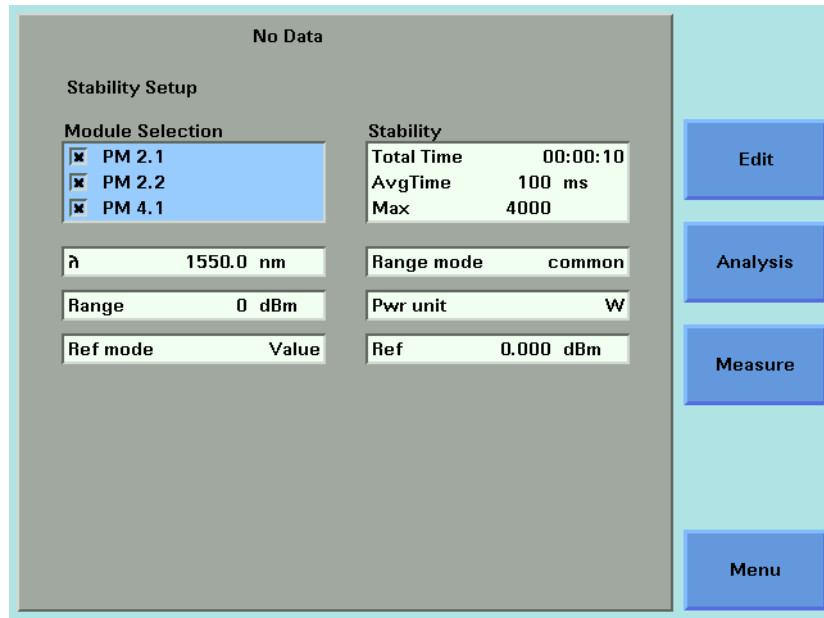 No Data
Stability Setup
Module Selection
PM 2.1
PM 2.2
PM 4.1
λ 1550.0 nm
Range 0 dBm
Ref mode Value
Stability
Total Time 00:00:10
AvgTime 100 ms
Max 4000
Range mode common
Pwr unit W
Ref 0.000 dBm
Edit
Analysis
Measure
Menu